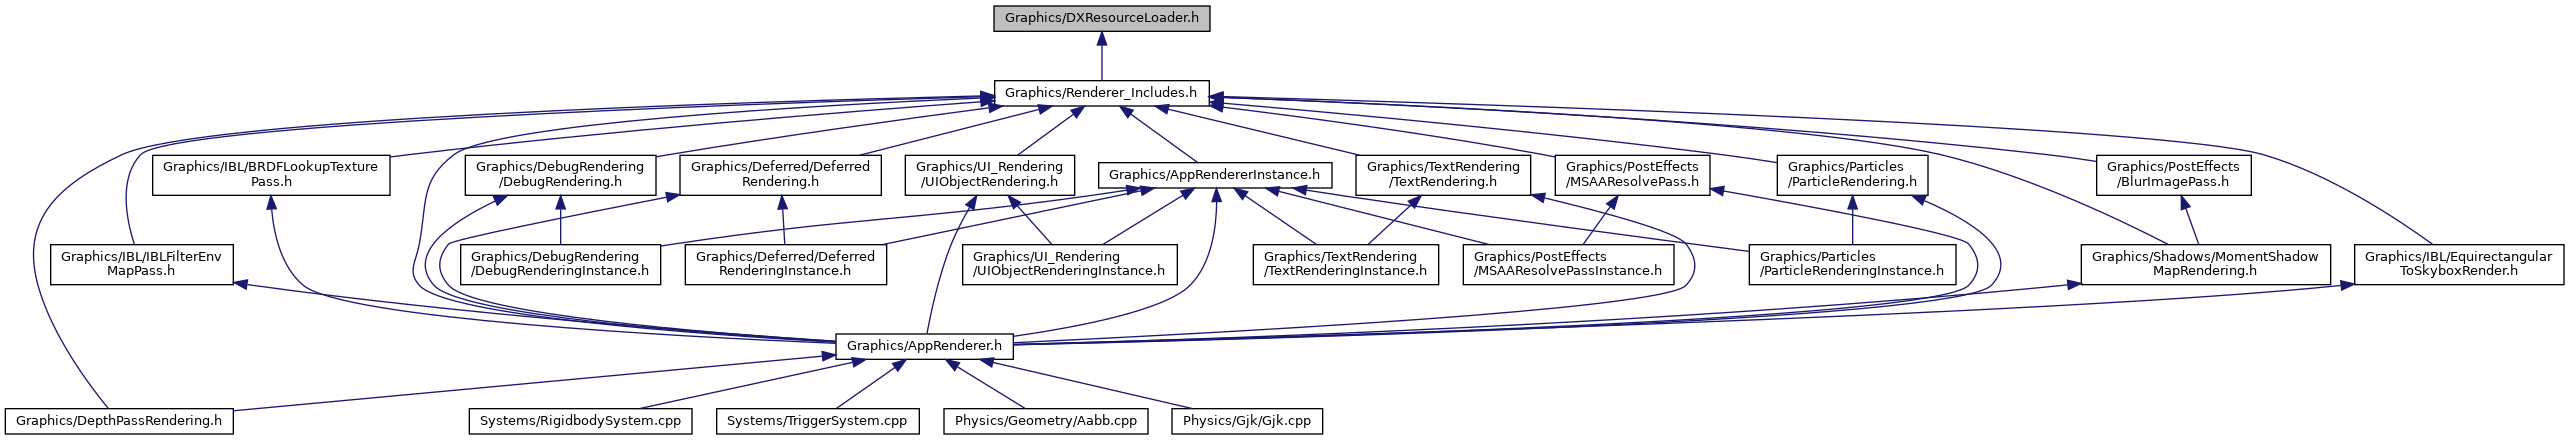 Graphics/DXResourceLoader.h
Graphics/Renderer_Includes.h
Graphics/IBL/BRDFLookupTexture
Pass.h
Graphics/DebugRendering
/DebugRendering.h
Graphics/Deferred/Deferred
Rendering.h
Graphics/UI_Rendering
/UIObjectRendering.h
Graphics/AppRendererInstance.h
Graphics/TextRendering
/TextRendering.h
Graphics/PostEffects
/MSAAResolvePass.h
Graphics/Particles
/ParticleRendering.h
Graphics/PostEffects
/BlurImagePass.h
Graphics/IBL/IBLFilterEnv
MapPass.h
Graphics/DebugRendering
/DebugRenderingInstance.h
Graphics/Deferred/Deferred
RenderingInstance.h
Graphics/UI_Rendering
/UIObjectRenderingInstance.h
Graphics/TextRendering
/TextRenderingInstance.h
Graphics/PostEffects
/MSAAResolvePassInstance.h
Graphics/Particles
/ParticleRenderingInstance.h
Graphics/Shadows/MomentShadow
MapRendering.h
Graphics/IBL/Equirectangular
ToSkyboxRender.h
Graphics/AppRenderer.h
Graphics/DepthPassRendering.h
Systems/RigidbodySystem.cpp
Systems/TriggerSystem.cpp
Physics/Geometry/Aabb.cpp
Physics/Gjk/Gjk.cpp